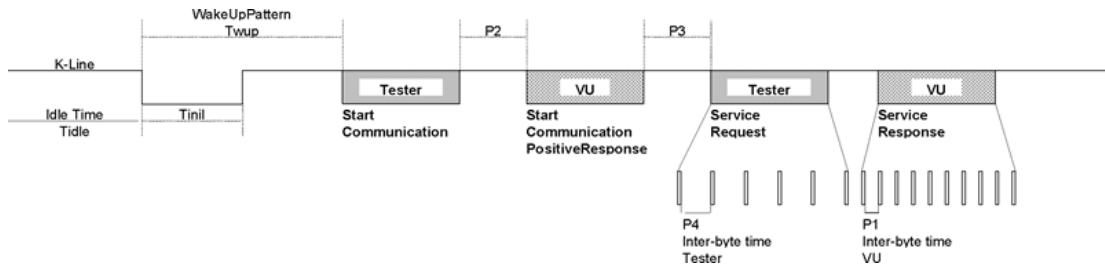 WakeUpPattern
Twup
P2
P3
K-Line
Tester
VU
Tester
VU
Idle Time
Tidle
Tinil
Start
Communication
Start
Communication
PositiveResponse
Service
Request
Service
Response
P4
Inter-byte time
Tester
P1
Inter-byte time
VU